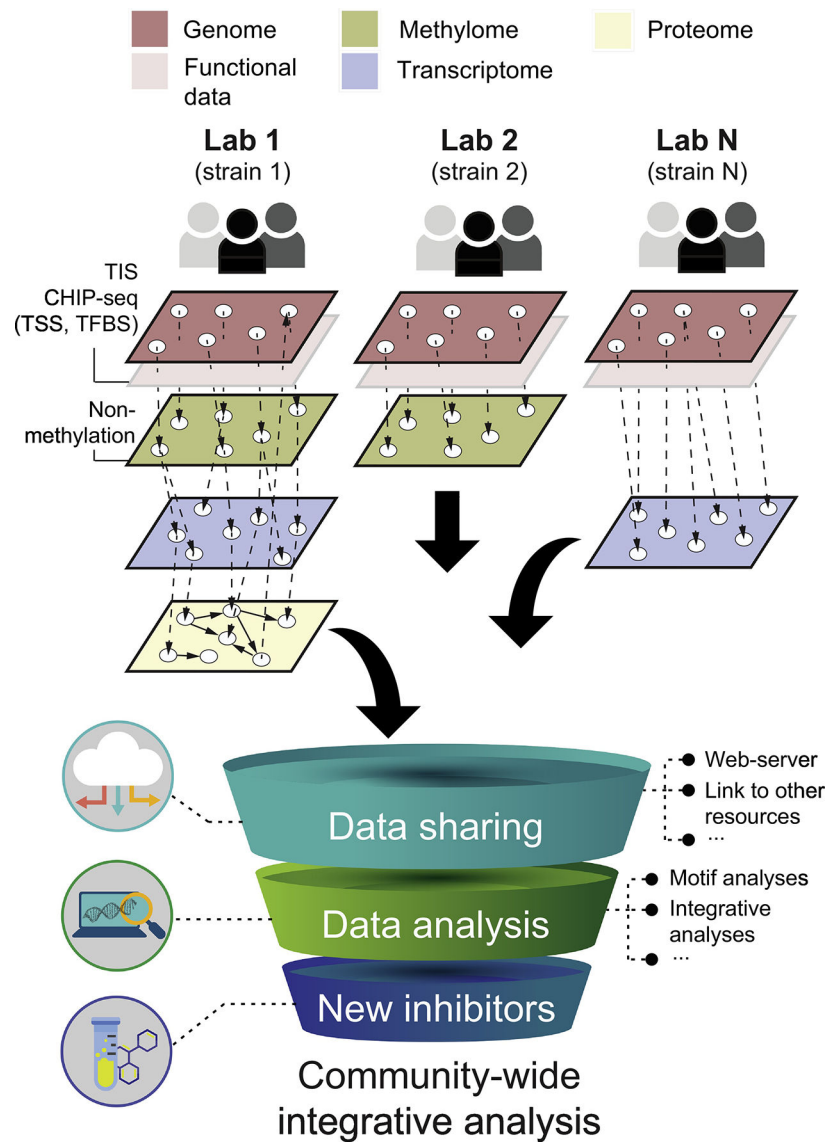 Genome
Methylome
Proteome
Functional
data
Transcriptome
Lab 1
(strain 1)
Lab 2
(strain 2)
Lab N
(strain N)
TIS
CHIP-seq
(TSS, TFBS)
Non-
methylation
Data sharing
Web-server
Link to other
resources
...
Data analysis
Motif analyses
Integrative
analyses
...
New inhibitors
Community-wide
integrative analysis